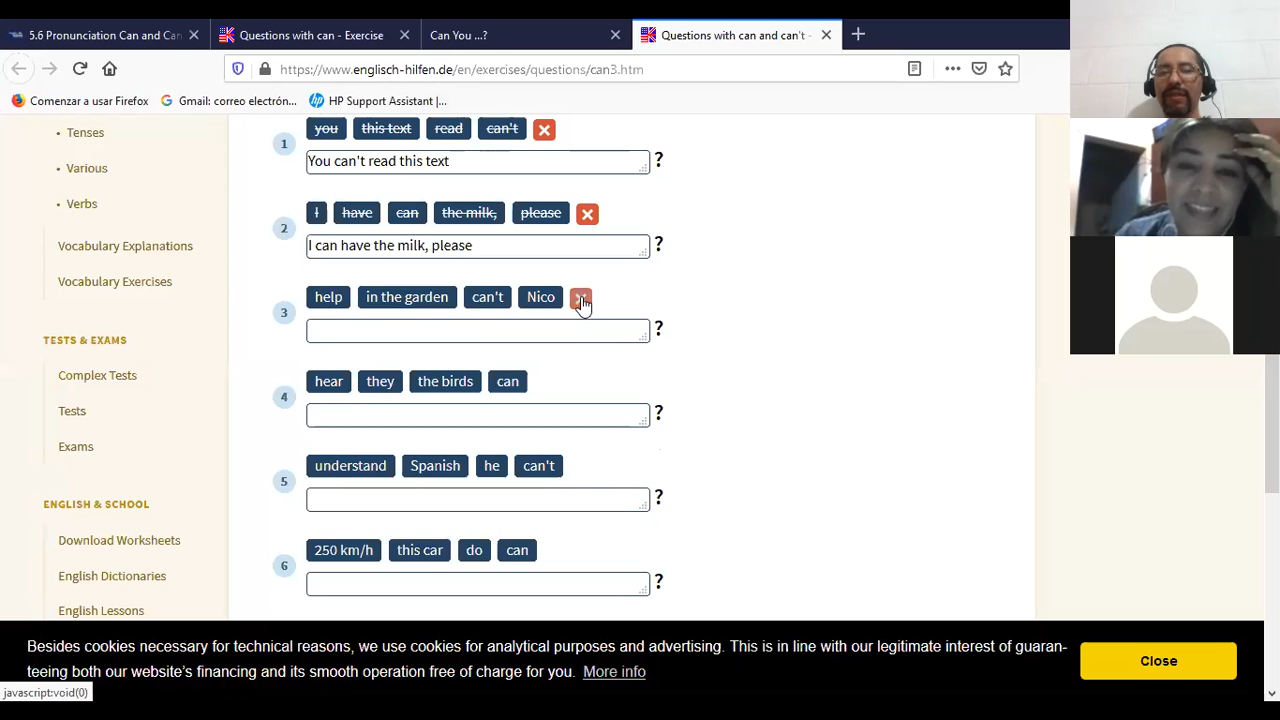 5.6 Pronunciation Can and Can
Questions with can - Exercise
Can You ...?
Questions with can and can't -
https://www.englisch-hilfen.de/en/exercises/questions/can3.htm
Comenzar a usar Firefox
Gmail: correo electrón...
HP Support Assistant |...
Tenses
Various
Verbs
Vocabulary Explanations
Vocabulary Exercises
TESTS & EXAMS
Complex Tests
Tests
Exams
ENGLISH & SCHOOL
Download Worksheets
English Dictionaries
English Lessons
1 you this text read can't
You can't read this text ?
2 I have can the milk, please
I can have the milk, please ?
3 help in the garden can't Nico
?
4 hear they the birds can
?
5 understand Spanish he can't
?
6 250 km/h this car do can
?
Besides cookies necessary for technical reasons, we use cookies for analytical purposes and advertising. This is in line with our legitimate interest of guaran-
teeing both our website's financing and its smooth operation free of charge for you. More info
Close
javascript:void(0)